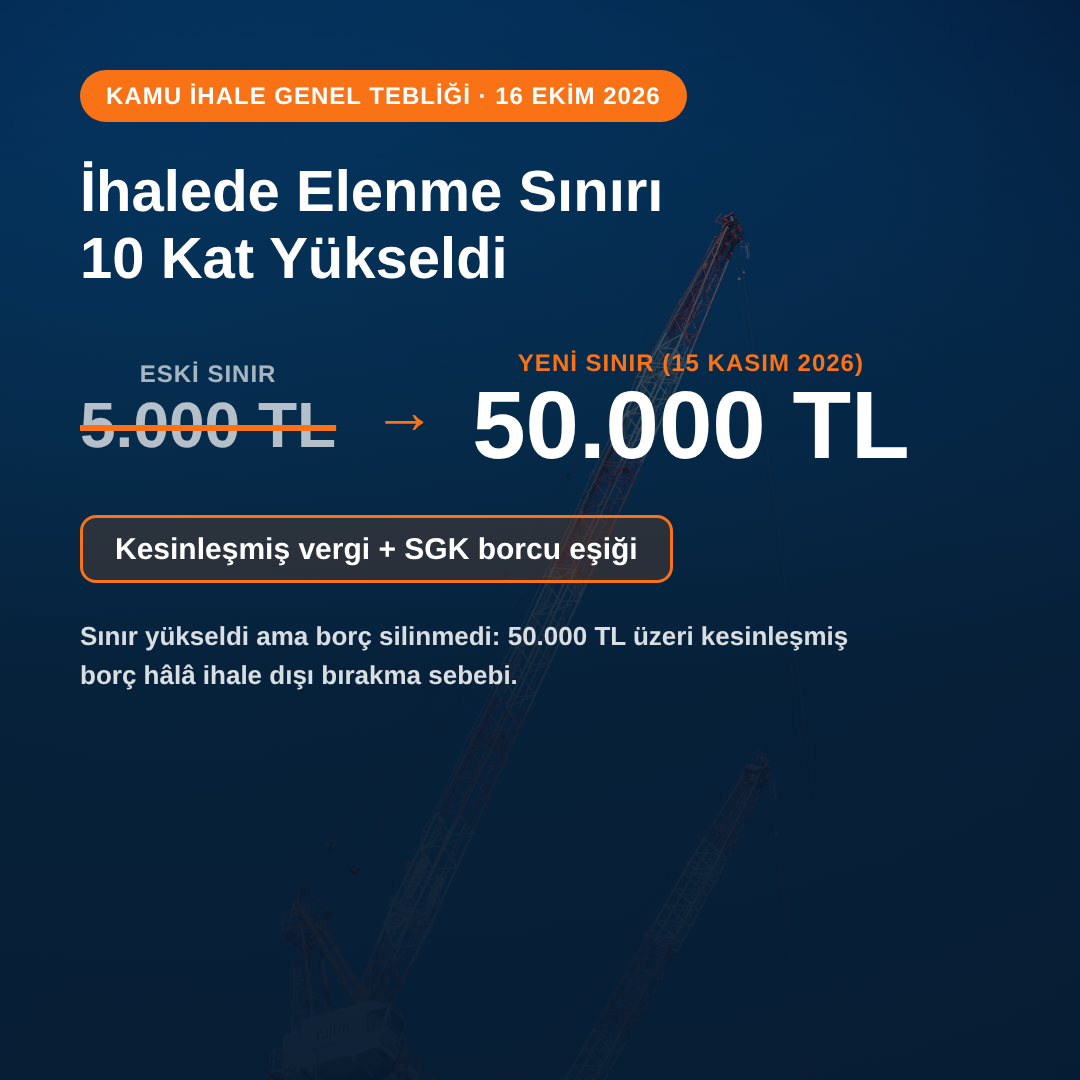 KAMU İHALE GENEL TEBLİĞİ · 16 EKİM 2026
İhalede Elenme Sınırı
10 Kat Yükseldi
ESKİ SINIR
5.000 TL
→
YENİ SINIR (15 KASIM 2026)
50.000 TL
Kesinleşmiş vergi + SGK borcu eşiği
Sınır yükseldi ama borç silinmedi: 50.000 TL üzeri kesinleşmiş
borç hâlâ ihale dışı bırakma sebebi.